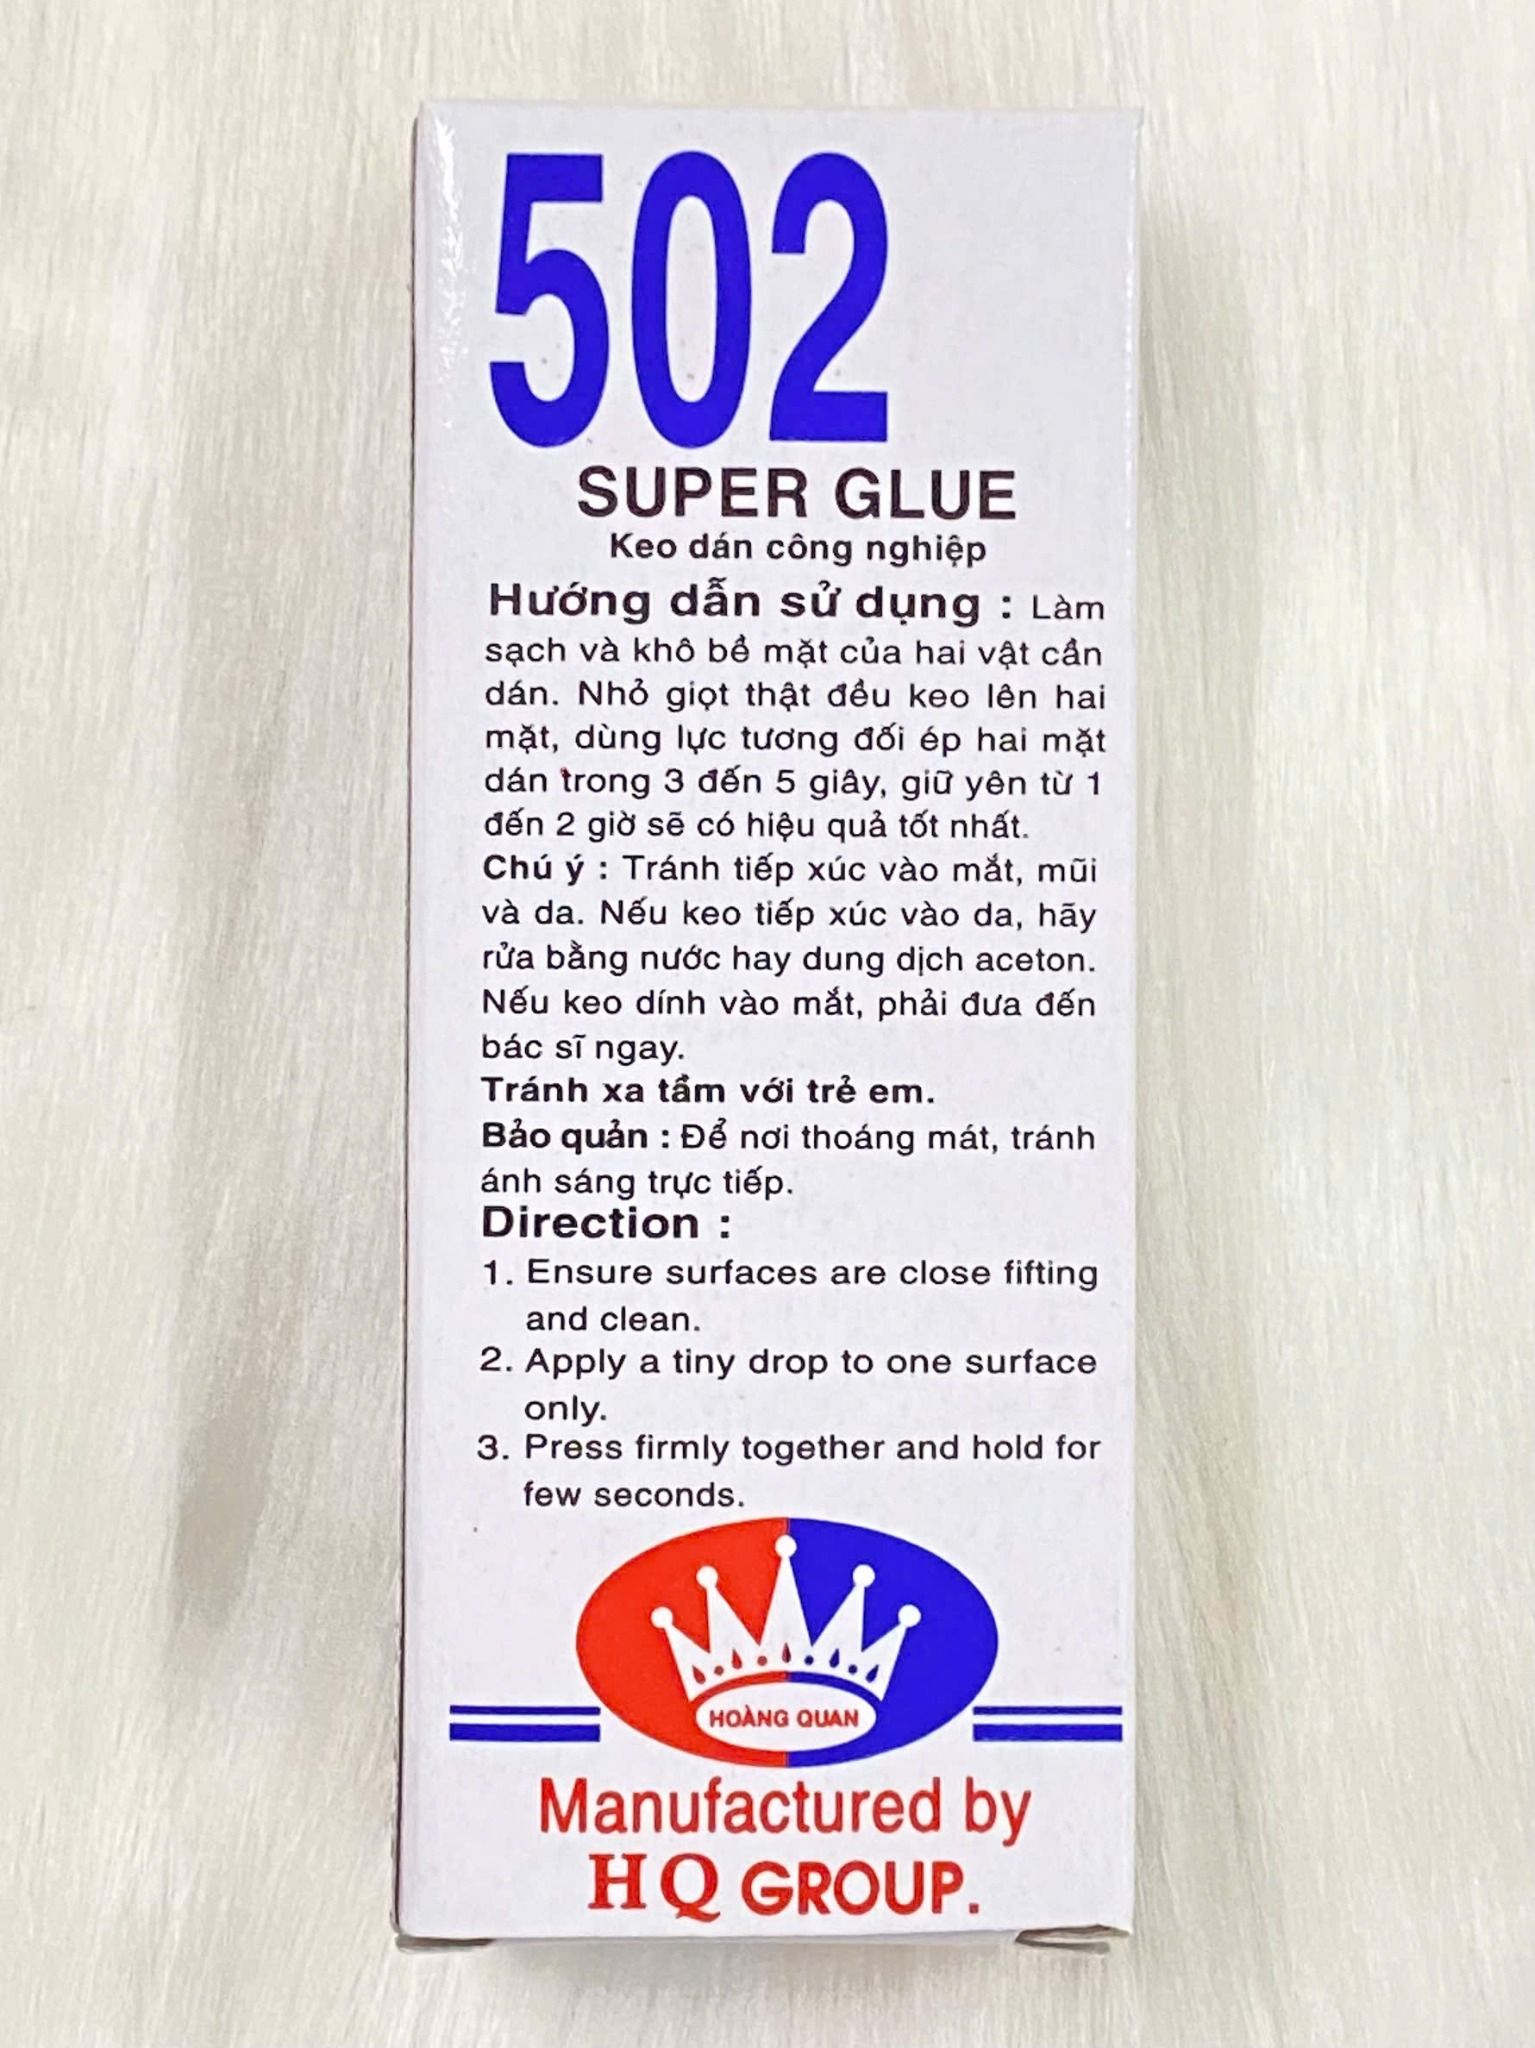 502
SUPER GLUE
Keo dán công nghiệp
Hướng dẫn sử dụng : Làm
sạch và khô bề mặt của hai vật cần
dán. Nhỏ giọt thật đều keo lên hai
mặt, dùng lực tương đối ép hai mặt
dán trong 3 đến 5 giây, giữ yên từ 1
đến 2 giờ sẽ có hiệu quả tốt nhất.
Chú ý : Tránh tiếp xúc vào mắt, mũi
và da. Nếu keo tiếp xúc vào da, hãy
rửa bằng nước hay dung dịch aceton.
Nếu keo dính vào mắt, phải đưa đến
bác sĩ ngay.
Tránh xa tầm với trẻ em.
Bảo quản : Để nơi thoáng mát, tránh
ánh sáng trực tiếp.
Direction :
1. Ensure surfaces are close fifting
and clean.
2. Apply a tiny drop to one surface
only.
3. Press firmly together and hold for
few seconds.
HOÀNG QUAN
Manufactured by
HQ GROUP.